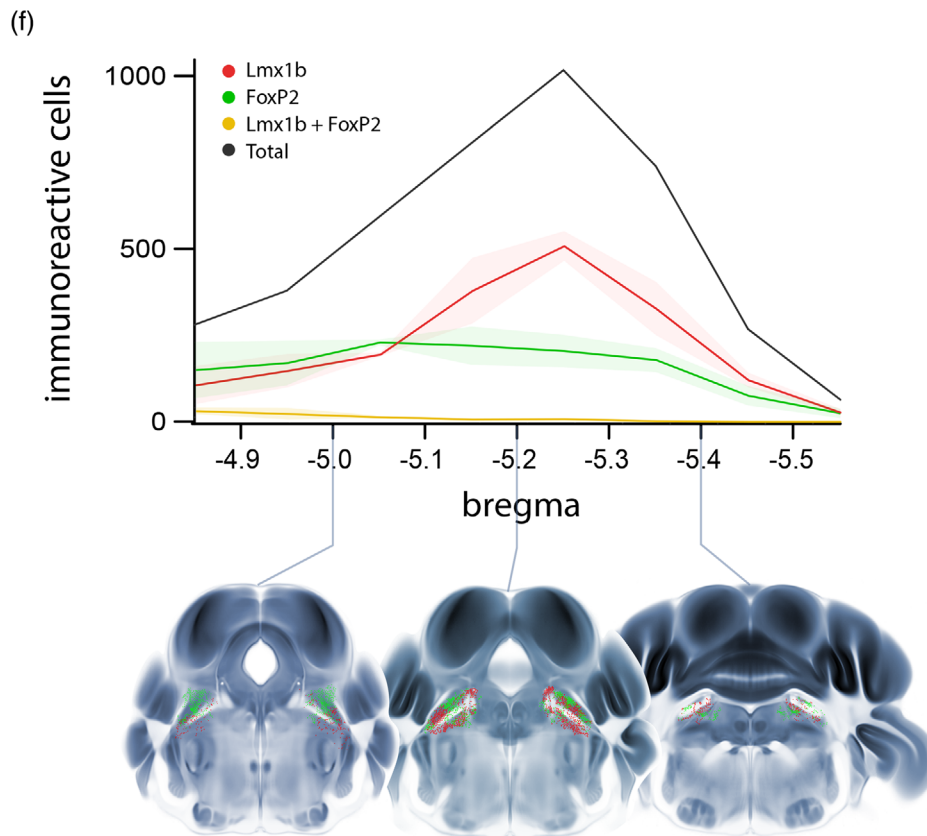 (f)
immunoreactive cells
1000
500
0
Lmx1b
FoxP2
Lmx1b + FoxP2
Total
-4.9 -5.0 -5.1 -5.2 -5.3 -5.4 -5.5
bregma